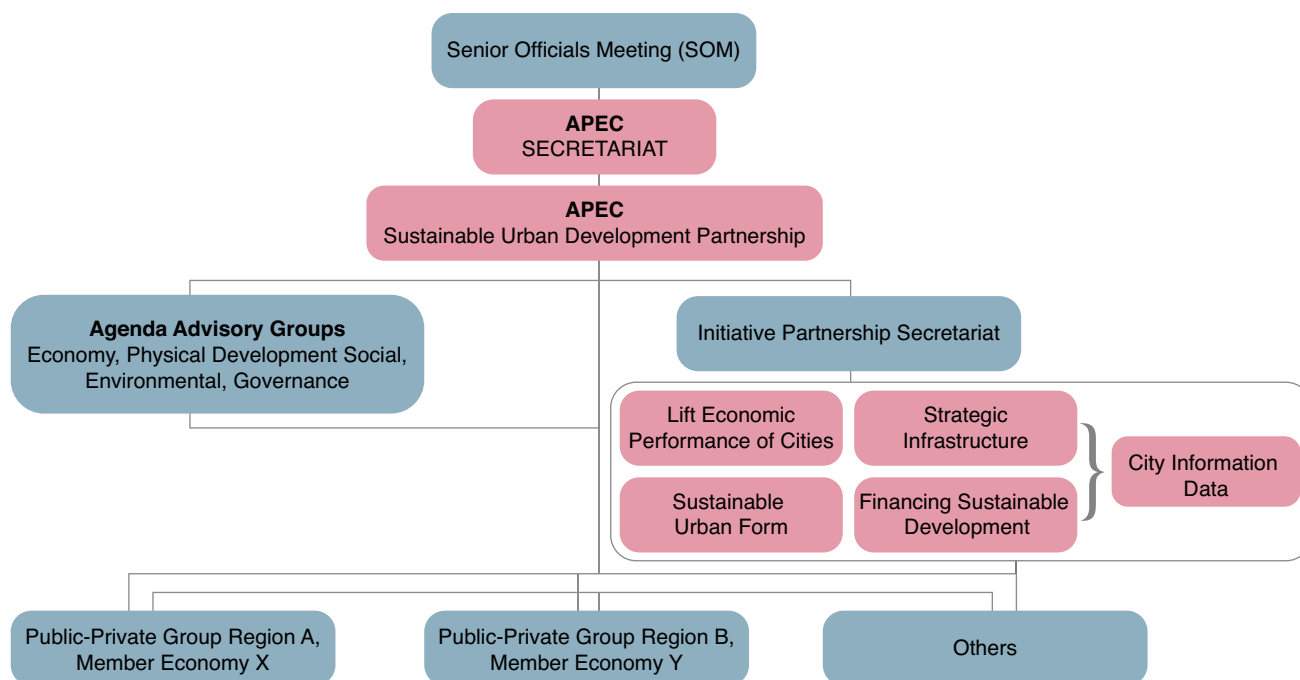 Senior Officials Meeting (SOM)
APEC
SECRETARIAT
APEC
Sustainable Urban Development Partnership
Agenda Advisory Groups
Economy, Physical Development Social,
Environmental, Governance
Initiative Partnership Secretariat
Lift Economic
Performance of Cities
Strategic
Infrastructure
Sustainable
Urban Form
Financing Sustainable
Development
City Information
Data
Public-Private Group Region A,
Member Economy X
Public-Private Group Region B,
Member Economy Y
Others